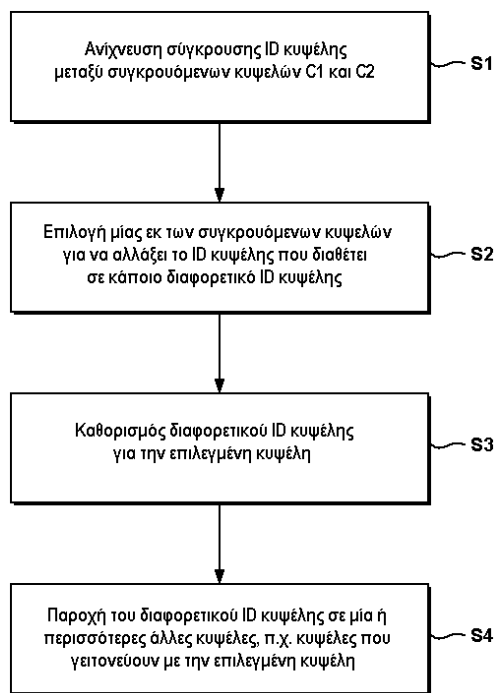 Ανίχνευση σύγκρουσης ID κυψέλης
μεταξύ συγκρουόμενων κυψελών C1 και C2
S1
Επιλογή μίας εκ των συγκρουόμενων κυψελών
για να αλλάξει το ID κυψέλης που διαθέτει
σε κάποιο διαφορετικό ID κυψέλης
S2
Καθορισμός διαφορετικού ID κυψέλης
για την επιλεγμένη κυψέλη
S3
Παροχή του διαφορετικού ID κυψέλης σε μία ή
περισσότερες άλλες κυψέλες, π.χ. κυψέλες που
γειτονεύουν με την επιλεγμένη κυψέλη
S4